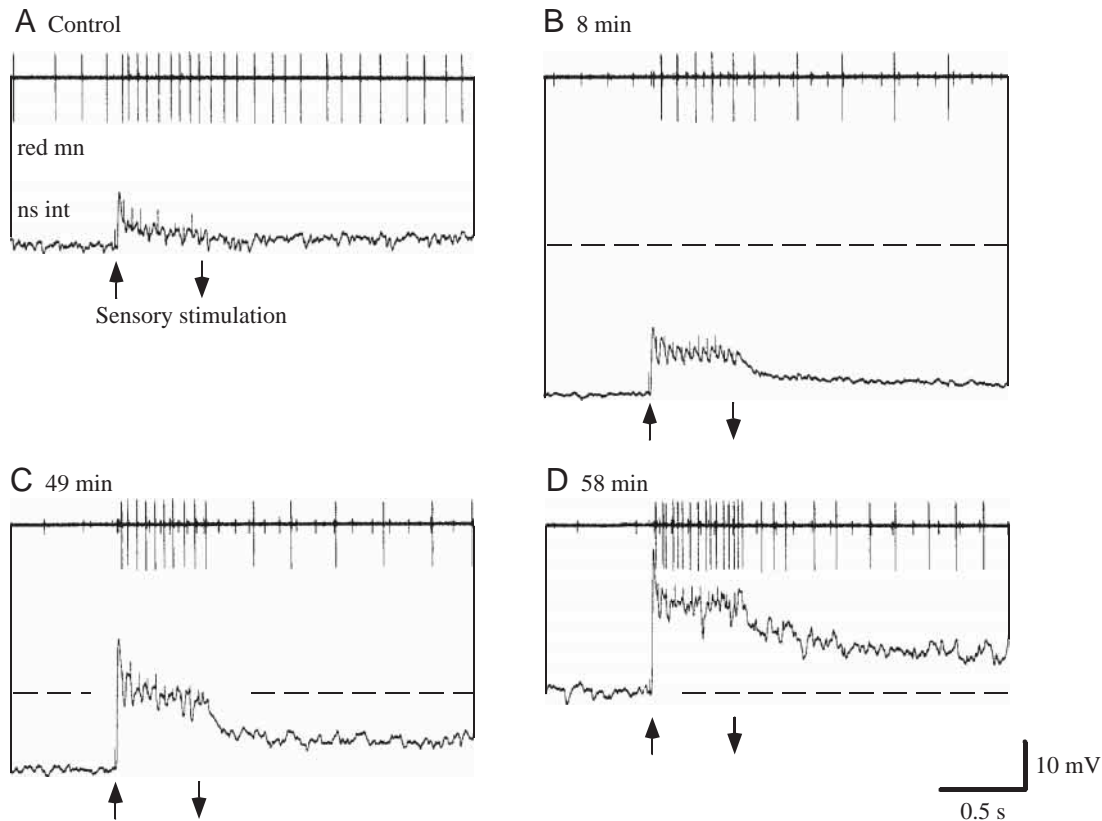 A Control
red mn
ns int
Sensory stimulation
B 8 min
C 49 min
D 58 min
10 mV
0.5 s